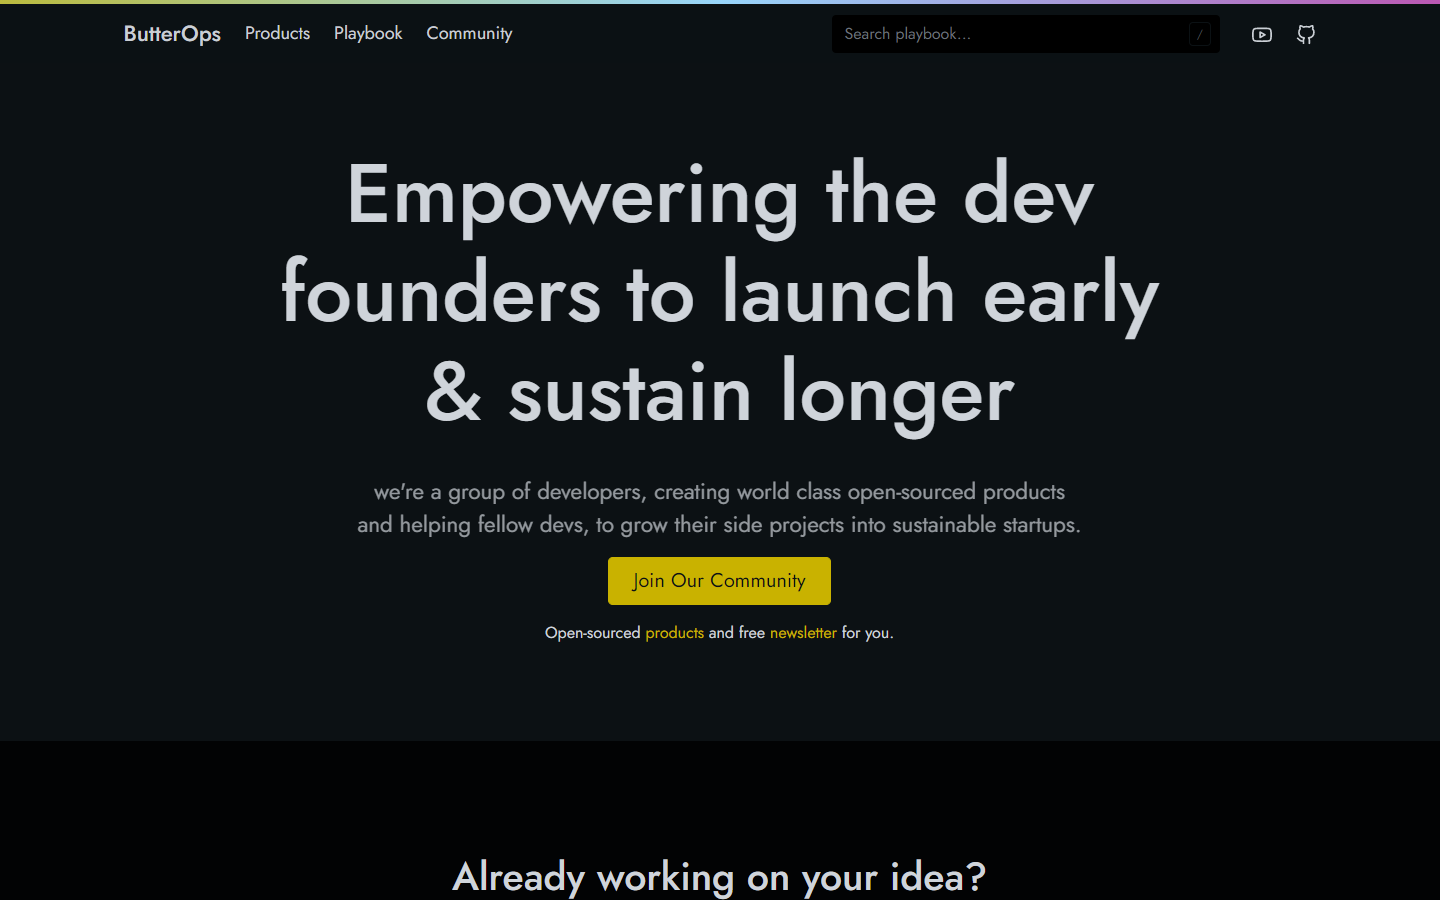 ButterOps Products Playbook Community Search playbook... /
Empowering the dev
founders to launch early
& sustain longer
we're a group of developers, creating world class open-sourced products
and helping fellow devs, to grow their side projects into sustainable startups.
Join Our Community
Open-sourced products and free newsletter for you.
Already working on your idea?